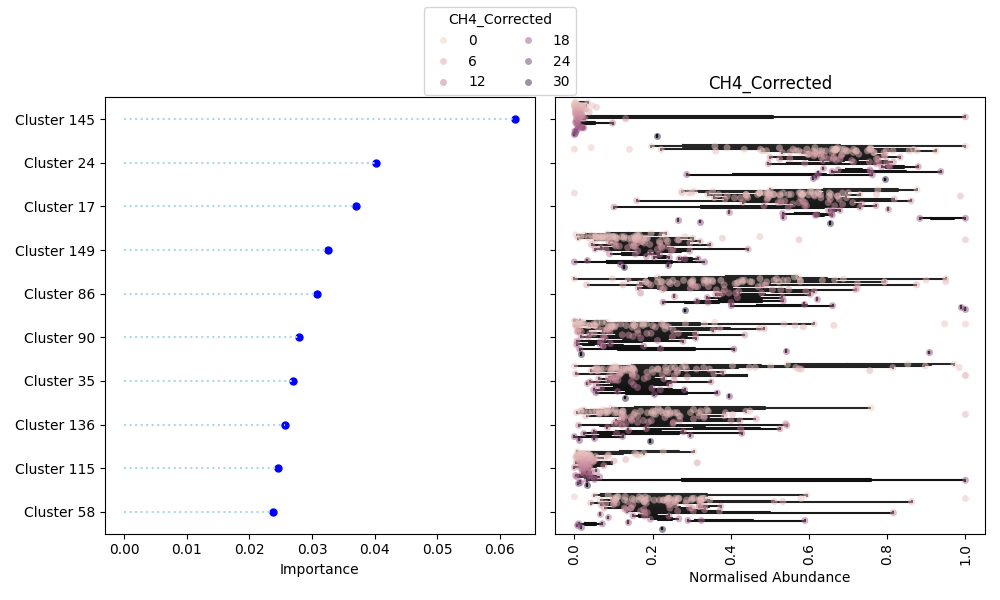 CH4_Corrected
0 18
6 24
12 30
CH4_Corrected
Cluster 145
Cluster 24
Cluster 17
Cluster 149
Cluster 86
Cluster 90
Cluster 35
Cluster 136
Cluster 115
Cluster 58
0.00 0.01 0.02 0.03 0.04 0.05 0.06
Importance
0.0 0.2 0.4 0.6 0.8 1.0
Normalised Abundance